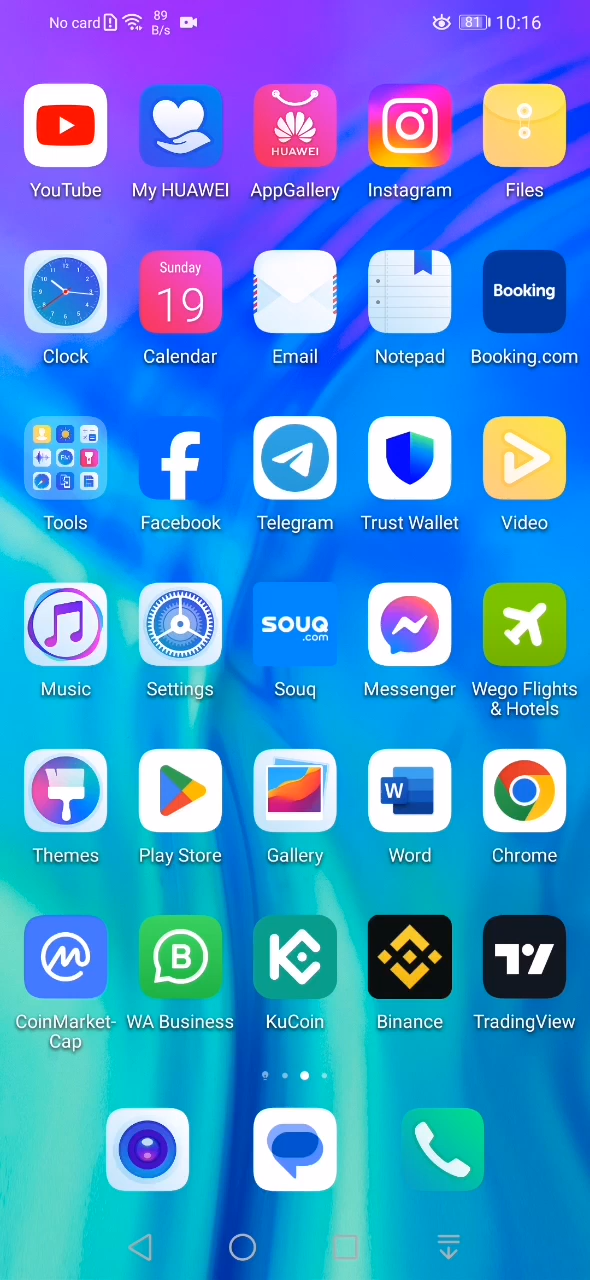 No card 89 B/s 81 10:16
HUAWEI
YouTube My HUAWEI AppGallery Instagram Files
Sunday
19
Booking
Clock Calendar Email Notepad Booking.com
Tools Facebook Telegram Trust Wallet Video
SOUQ
.com
Music Settings Souq Messenger Wego Flights
& Hotels
W
Themes Play Store Gallery Word Chrome
B
CoinMarket- WA Business KuCoin Binance TradingView
Cap